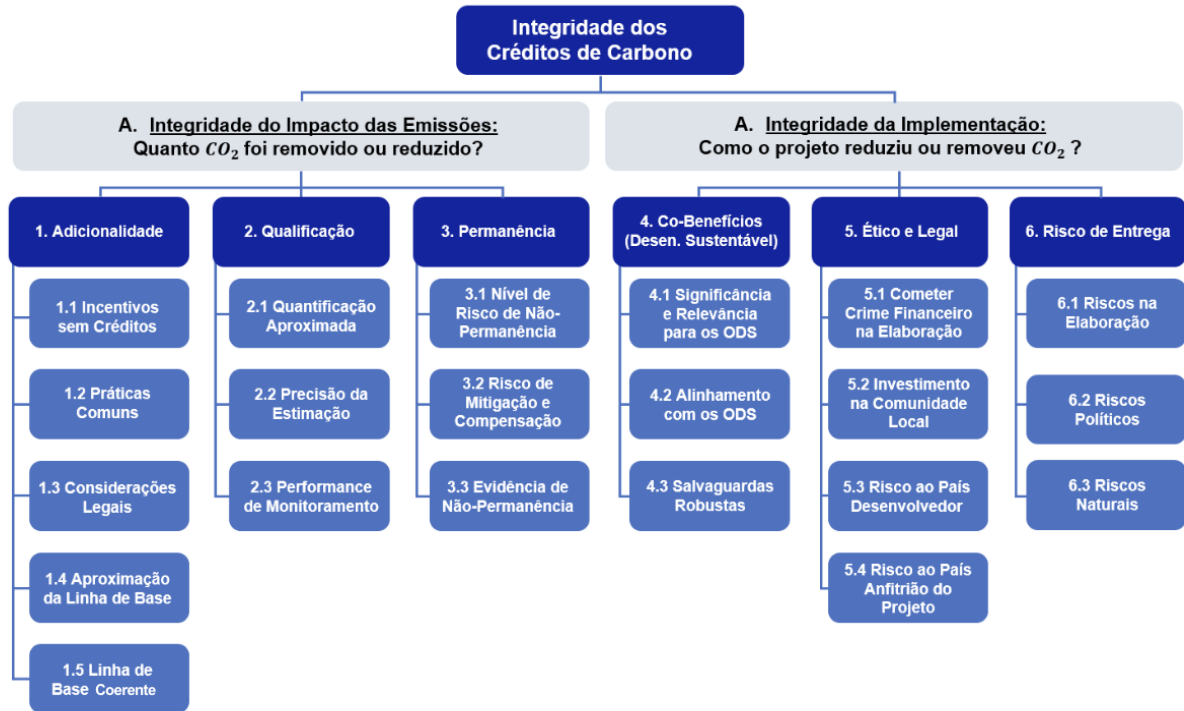 Integridade dos
Créditos de Carbono
A. Integridade do Impacto das Emissões:
Quanto CO₂ foi removido ou reduzido?
A. Integridade da Implementação:
Como o projeto reduziu ou removeu CO₂ ?
1. Adicionalidade
1.1 Incentivos
sem Créditos
1.2 Práticas
Comuns
1.3 Considerações
Legais
1.4 Aproximação
da Linha de Base
1.5 Linha de
Base Coerente
2. Qualificação
2.1 Quantificação
Aproximada
2.2 Precisão da
Estimação
2.3 Performance
de Monitoramento
3. Permanência
3.1 Nível de
Risco de Não-
Permanência
3.2 Risco de
Mitigação e
Compensação
3.3 Evidência de
Não-Permanência
4. Co-Benefícios
(Desen. Sustentável)
4.1 Significância
e Relevância
para os ODS
4.2 Alinhamento
com os ODS
4.3 Salvaguardas
Robustas
5. Ético e Legal
5.1 Cometer
Crime Financeiro
na Elaboração
5.2 Investimento
na Comunidade
Local
5.3 Risco ao País
Desenvolvedor
5.4 Risco ao País
Anfitrião do
Projeto
6. Risco de Entrega
6.1 Riscos na
Elaboração
6.2 Riscos
Políticos
6.3 Riscos
Naturais